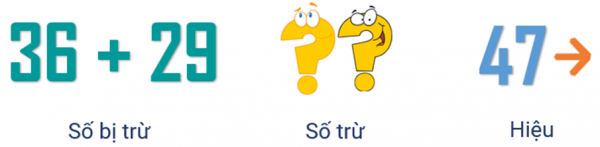 36 + 29 ?? 47 →
Số bị trừ Số trừ Hiệu